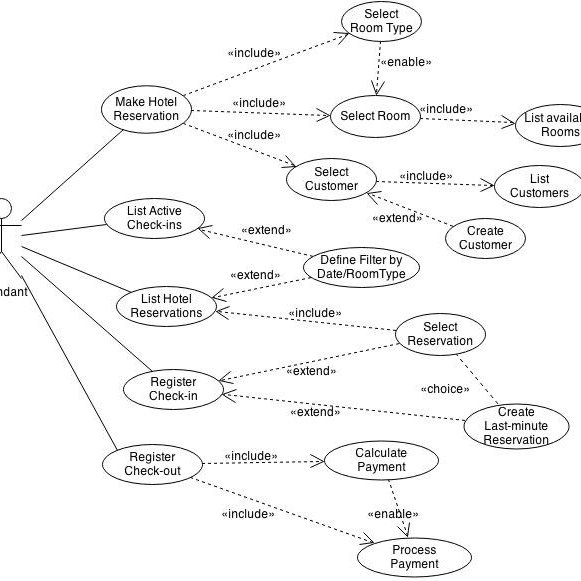 Select
Room Type
«include»
«enable»
Make Hotel
Reservation
«include»
Select Room
«include»
List availal
Rooms
«include»
Select
Customer
«include»
List
Customers
List Active
Check-ins
«extend»
«extend»
Create
Customer
Define Filter by
Date/RoomType
«extend»
ndant
List Hotel
Reservations
«include»
Select
Reservation
«extend»
Register
Check-in
«choice»
«extend»
Create
Last-minute
Reservation
Register
Check-out
«include»
Calculate
Payment
«include»
«enable»
Process
Payment